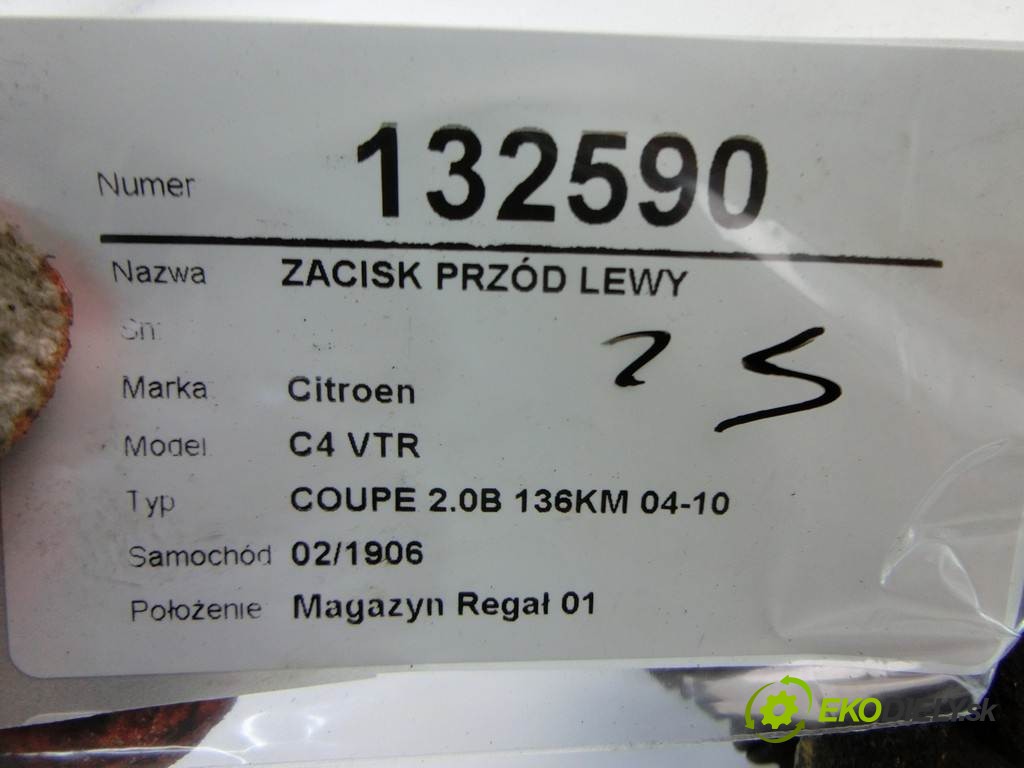 Numer 132590
Nazwa ZACISK PRZÓD LEWY
Sn:
Marka Citroen
Model C4 VTR
Typ COUPE 2.0B 136KM 04-10
Samochód 02/1906
Położenie Magazyn Regał 01
EKODIELY.sk